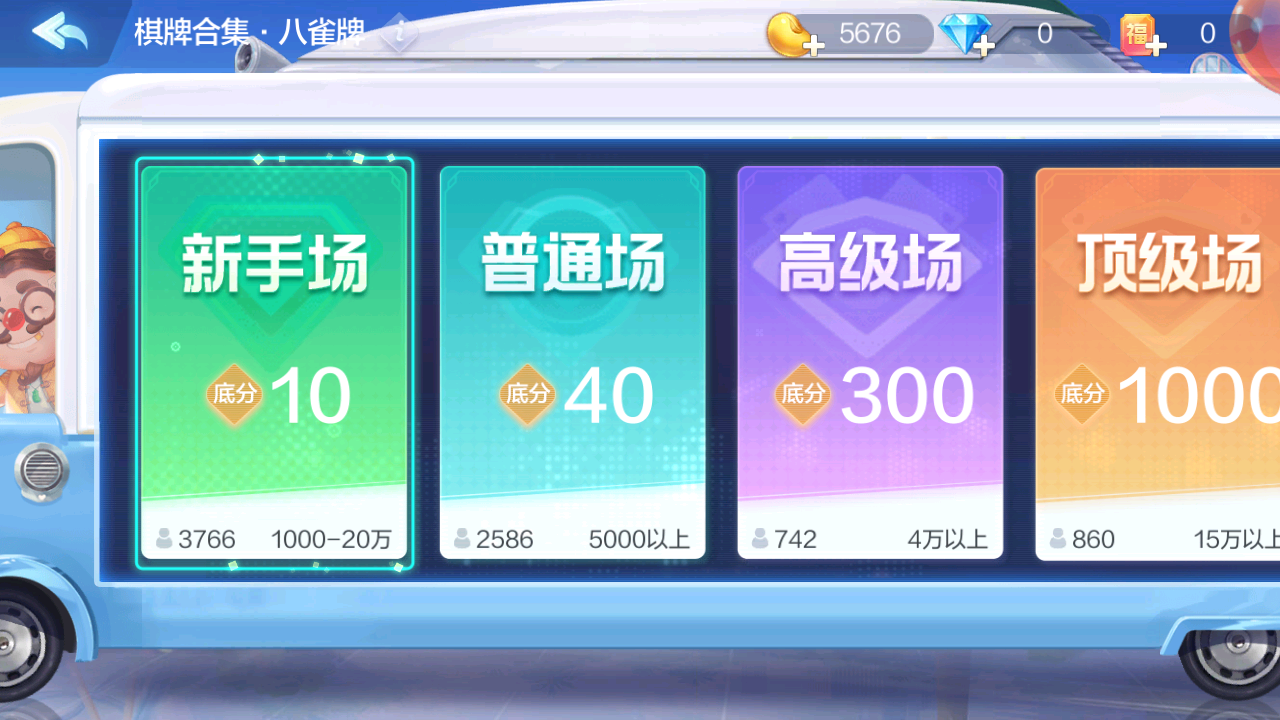 棋牌合集·八雀牌 i
5676
0
福
0
新手场
底分 10
3766 1000-20万
普通场
底分 40
2586 5000以上
高级场
底分 300
742 4万以上
顶级场
底分 1000
860 15万以上